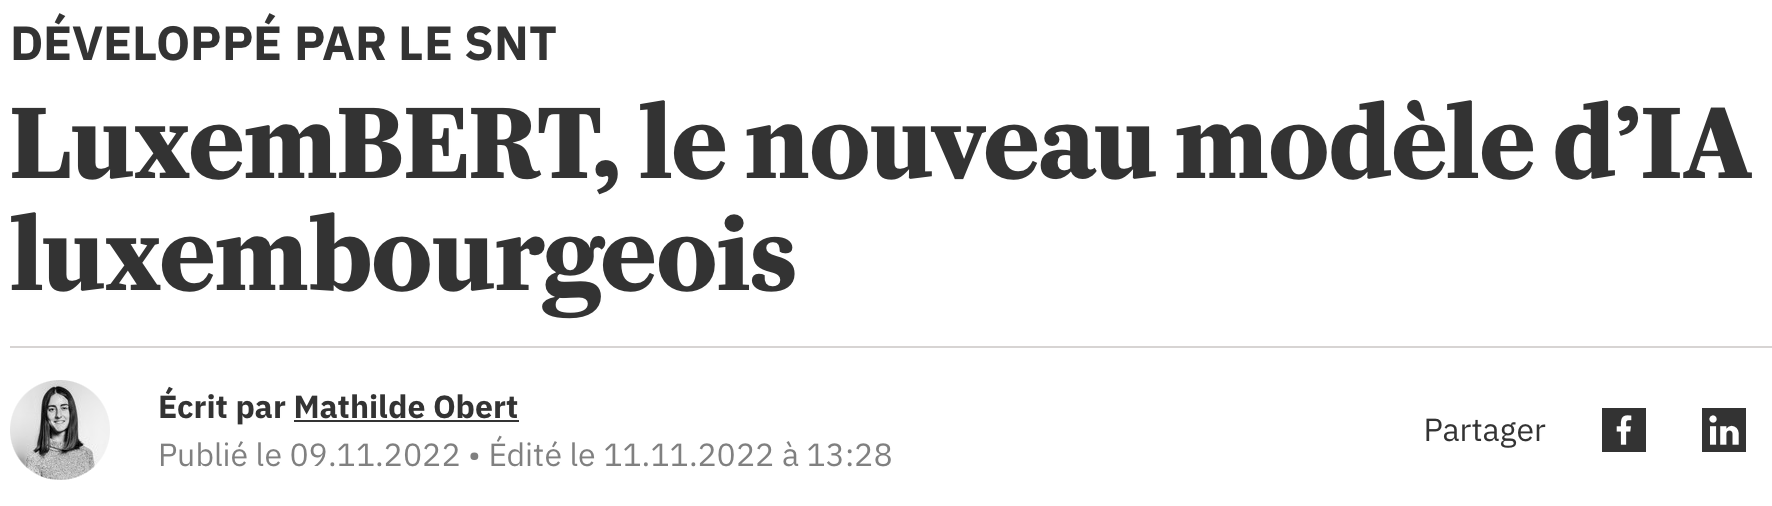 DÉVELOPPÉ PAR LE SNT
LuxemBERT, le nouveau modèle d’IA
luxembourgeois
Écrit par Mathilde Obert
Publié le 09.11.2022 • Édité le 11.11.2022 à 13:28
Partager
f
in